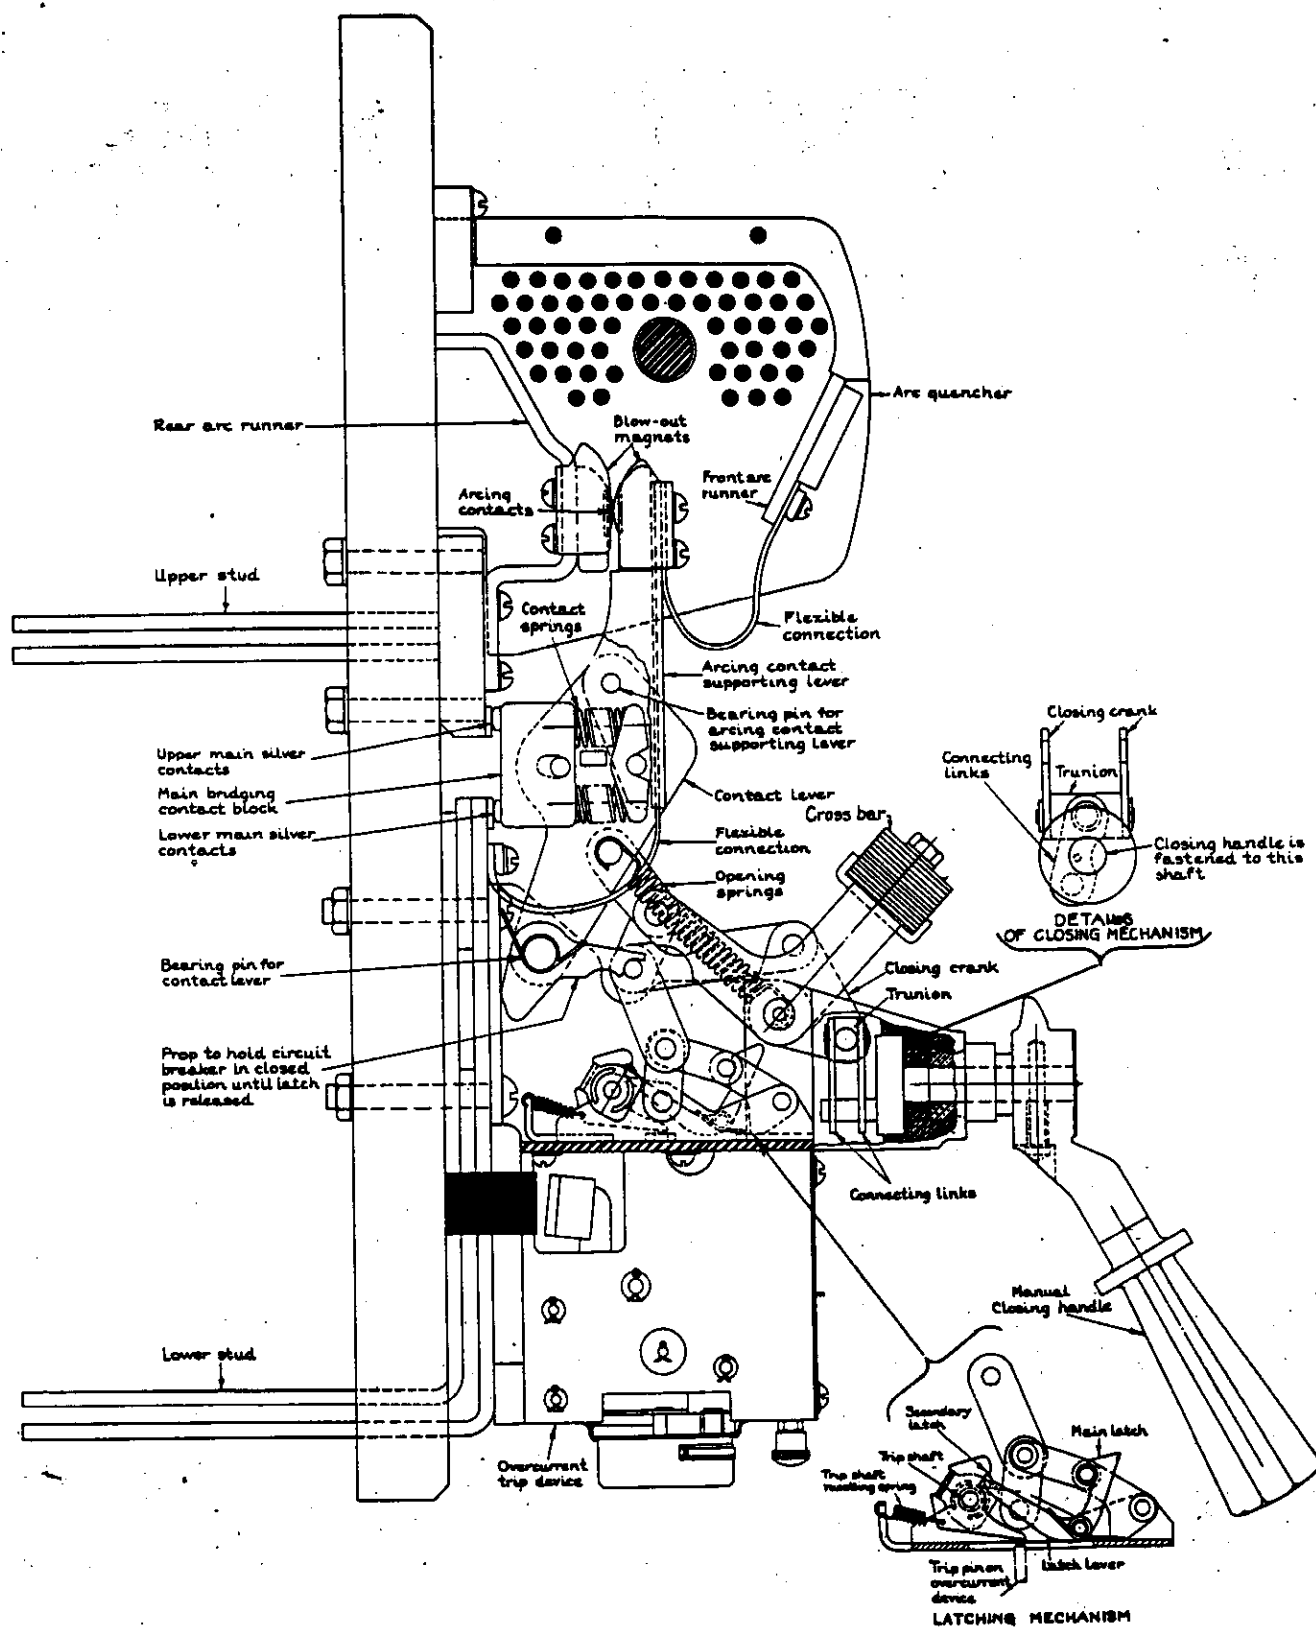 Rear arc runner
Blow-out
magnets
Arc quencher
Arcing
contacts
Front arc
runner
Upper stud
Contact
springs
Flexible
connection
Arcing contact
supporting lever
Bearing pin for
arcing contact
supporting lever
Closing crank
Connecting
links
Trunion
Upper main silver
contacts
Main bridging
contact block
Lower main silver
contacts
Contact lever
Cross bar
Closing handle is
fastened to this
shaft
Flexible
connection
Opening
springs
DETAILS
OF CLOSING MECHANISM
Bearing pin for
contact lever
Closing crank
Trunion
Prop to hold circuit
breaker in closed
position until latch
is released
Connecting links
Manual
Closing handle
Lower stud
Overcurrent
trip device
Secondary
latch
Main latch
Trip shaft
Trip shaft
resetting spring
Trip pin on
overcurrent
device
Latch lever
LATCHING MECHANISM